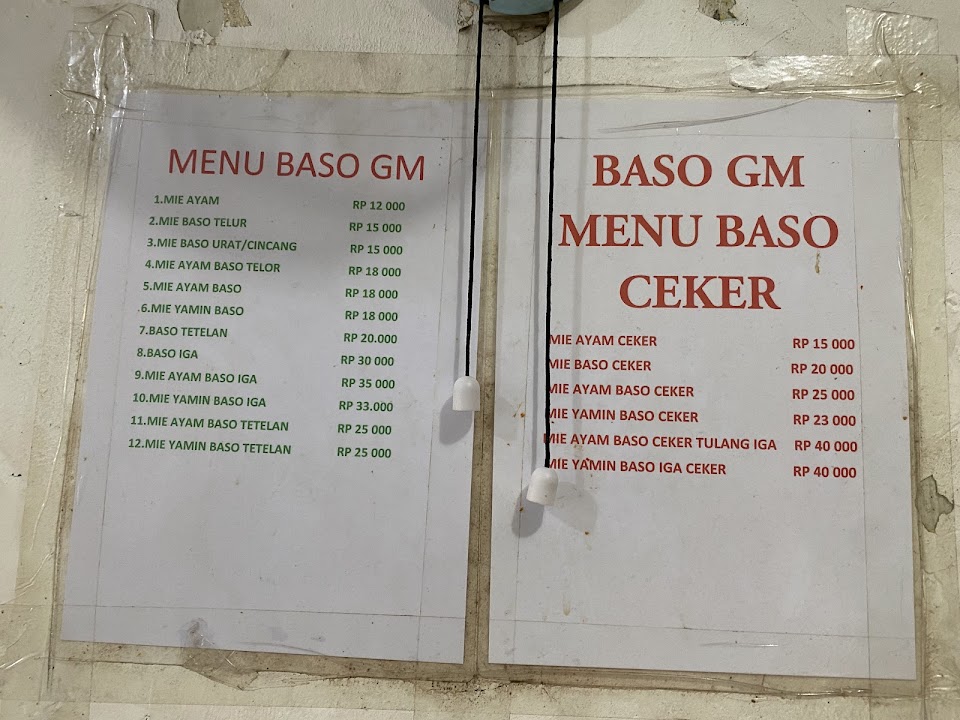 MENU BASO GM
1.MIE AYAM RP 12 000
2.MIE BASO TELUR RP 15 000
3.MIE BASO URAT/CINCANG RP 15 000
4.MIE AYAM BASO TELOR RP 18 000
5.MIE AYAM BASO RP 18 000
6.MIE YAMIN BASO RP 18 000
7.BASO TETELAN RP 20.000
8.BASO IGA RP 30 000
9.MIE AYAM BASO IGA RP 35 000
10.MIE YAMIN BASO IGA RP 33.000
11.MIE AYAM BASO TETELAN RP 25 000
12.MIE YAMIN BASO TETELAN RP 25 000
BASO GM
MENU BASO
CEKER
MIE AYAM CEKER RP 15 000
MIE BASO CEKER RP 20 000
MIE AYAM BASO CEKER RP 25 000
MIE YAMIN BASO CEKER RP 23 000
MIE AYAM BASO CEKER TULANG IGA RP 40 000
MIE YAMIN BASO IGA CEKER RP 40 000